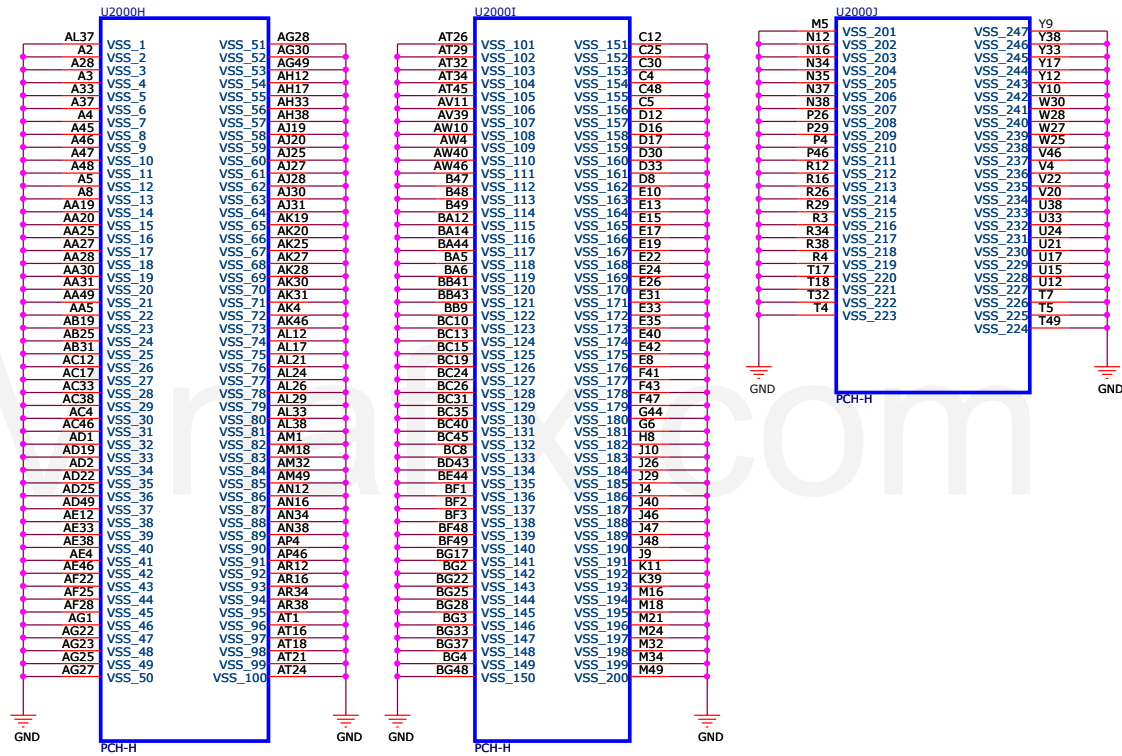 U2000H
AL37 VSS_1 VSS_51 AG28
A2 VSS_2 VSS_52 AG30
A28 VSS_3 VSS_53 AG49
A3 VSS_4 VSS_54 AH12
A33 VSS_5 VSS_55 AH17
A37 VSS_6 VSS_56 AH33
A4 VSS_7 VSS_57 AH38
A45 VSS_8 VSS_58 AJ19
A46 VSS_9 VSS_59 AJ20
A47 VSS_10 VSS_60 AJ25
A48 VSS_11 VSS_61 AJ27
A5 VSS_12 VSS_62 AJ28
A8 VSS_13 VSS_63 AJ30
AA19 VSS_14 VSS_64 AJ31
AA20 VSS_15 VSS_65 AK19
AA25 VSS_16 VSS_66 AK20
AA27 VSS_17 VSS_67 AK25
AA28 VSS_18 VSS_68 AK27
AA30 VSS_19 VSS_69 AK28
AA31 VSS_20 VSS_70 AK30
AA49 VSS_21 VSS_71 AK31
AA5 VSS_22 VSS_72 AK4
AB19 VSS_23 VSS_73 AK46
AB25 VSS_24 VSS_74 AL12
AB31 VSS_25 VSS_75 AL17
AC12 VSS_26 VSS_76 AL21
AC17 VSS_27 VSS_77 AL24
AC33 VSS_28 VSS_78 AL26
AC38 VSS_29 VSS_79 AL29
AC4 VSS_30 VSS_80 AL33
AC46 VSS_31 VSS_81 AL38
AD1 VSS_32 VSS_82 AM1
AD19 VSS_33 VSS_83 AM18
AD2 VSS_34 VSS_84 AM32
AD22 VSS_35 VSS_85 AM49
AD25 VSS_36 VSS_86 AN12
AD49 VSS_37 VSS_87 AN16
AE12 VSS_38 VSS_88 AN34
AE33 VSS_39 VSS_89 AN38
AE38 VSS_40 VSS_90 AP4
AE4 VSS_41 VSS_91 AP46
AE46 VSS_42 VSS_92 AR12
AF22 VSS_43 VSS_93 AR16
AF25 VSS_44 VSS_94 AR34
AF28 VSS_45 VSS_95 AR38
AG1 VSS_46 VSS_96 AT1
AG22 VSS_47 VSS_97 AT16
AG23 VSS_48 VSS_98 AT18
AG25 VSS_49 VSS_99 AT21
AG27 VSS_50 VSS_100 AT24
GND GND
PCH-H
U2000I
AT26 VSS_101 VSS_151 C12
AT29 VSS_102 VSS_152 C25
AT32 VSS_103 VSS_153 C30
AT34 VSS_104 VSS_154 C4
AT45 VSS_105 VSS_155 C48
AV11 VSS_106 VSS_156 C5
AV39 VSS_107 VSS_157 D12
AW10 VSS_108 VSS_158 D16
AW4 VSS_109 VSS_159 D17
AW40 VSS_110 VSS_160 D30
AW46 VSS_111 VSS_161 D33
B47 VSS_112 VSS_162 D8
B48 VSS_113 VSS_163 E10
B49 VSS_114 VSS_164 E13
BA12 VSS_115 VSS_165 E15
BA14 VSS_116 VSS_166 E17
BA44 VSS_117 VSS_167 E19
BA5 VSS_118 VSS_168 E22
BA6 VSS_119 VSS_169 E24
BB41 VSS_120 VSS_170 E26
BB43 VSS_121 VSS_171 E31
BB9 VSS_122 VSS_172 E33
BC10 VSS_123 VSS_173 E35
BC13 VSS_124 VSS_174 E40
BC15 VSS_125 VSS_175 E42
BC19 VSS_126 VSS_176 E8
BC24 VSS_127 VSS_177 F41
BC26 VSS_128 VSS_178 F43
BC31 VSS_129 VSS_179 F47
BC35 VSS_130 VSS_180 G44
BC40 VSS_131 VSS_181 G6
BC45 VSS_132 VSS_182 H8
BC8 VSS_133 VSS_183 J10
BD43 VSS_134 VSS_184 J26
BE44 VSS_135 VSS_185 J29
BF1 VSS_136 VSS_186 J4
BF2 VSS_137 VSS_187 J40
BF3 VSS_138 VSS_188 J46
BF48 VSS_139 VSS_189 J47
BF49 VSS_140 VSS_190 J48
BG17 VSS_141 VSS_191 J9
BG2 VSS_142 VSS_192 K11
BG22 VSS_143 VSS_193 K39
BG25 VSS_144 VSS_194 M16
BG28 VSS_145 VSS_195 M18
BG3 VSS_146 VSS_196 M21
BG33 VSS_147 VSS_197 M24
BG37 VSS_148 VSS_198 M32
BG4 VSS_149 VSS_199 M34
BG48 VSS_150 VSS_200 M49
GND GND
PCH-H
U2000J
M5 VSS_201 VSS_247 Y9
N12 VSS_202 VSS_246 Y38
N16 VSS_203 VSS_245 Y33
N34 VSS_204 VSS_244 Y17
N35 VSS_205 VSS_243 Y12
N37 VSS_206 VSS_242 Y10
N38 VSS_207 VSS_241 W30
P26 VSS_208 VSS_240 W28
P29 VSS_209 VSS_239 W27
P4 VSS_210 VSS_238 W25
P46 VSS_211 VSS_237 V46
R12 VSS_212 VSS_236 V4
R16 VSS_213 VSS_235 V22
R26 VSS_214 VSS_234 V20
R29 VSS_215 VSS_233 U38
R3 VSS_216 VSS_232 U33
R34 VSS_217 VSS_231 U24
R38 VSS_218 VSS_230 U21
R4 VSS_219 VSS_229 U17
T17 VSS_220 VSS_228 U15
T18 VSS_221 VSS_227 U12
T32 VSS_222 VSS_226 T7
T4 VSS_223 VSS_225 T5
VSS_224 T49
GND GND
PCH-H